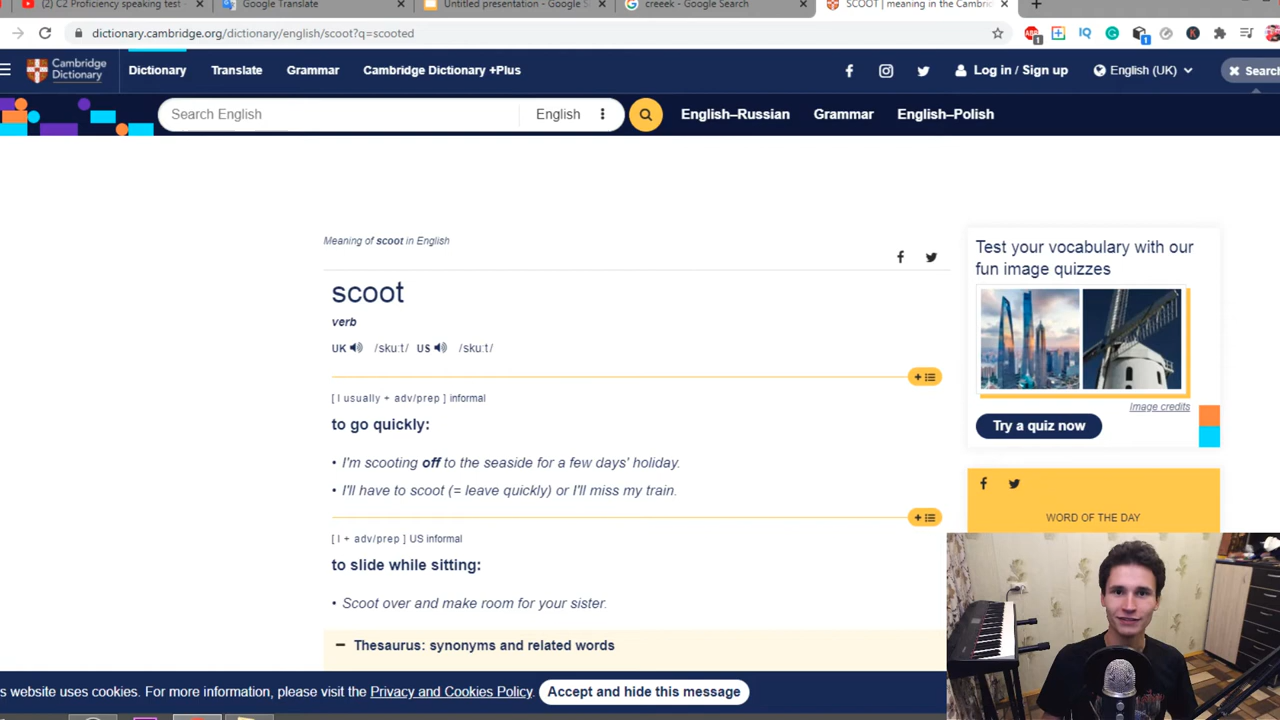 C2 Proficiency speaking test -
Google Translate
Untitled presentation - Google S
creeek - Google Search
SCOOT | meaning in the Cambri
dictionary.cambridge.org/dictionary/english/scoot?q=scooted
Cambridge Dictionary
Dictionary
Translate
Grammar
Cambridge Dictionary +Plus
Log in / Sign up
English (UK)
Search
Search English
English
English–Russian
Grammar
English–Polish
Meaning of scoot in English
scoot
verb
UK /skuːt/ US /skuːt/
[ I usually + adv/prep ] informal
to go quickly:
• I'm scooting off to the seaside for a few days' holiday.
• I'll have to scoot (= leave quickly) or I'll miss my train.
[ I + adv/prep ] US informal
to slide while sitting:
• Scoot over and make room for your sister.
Thesaurus: synonyms and related words
Test your vocabulary with our
fun image quizzes
Image credits
Try a quiz now
WORD OF THE DAY
s website uses cookies. For more information, please visit the Privacy and Cookies Policy.
Accept and hide this message